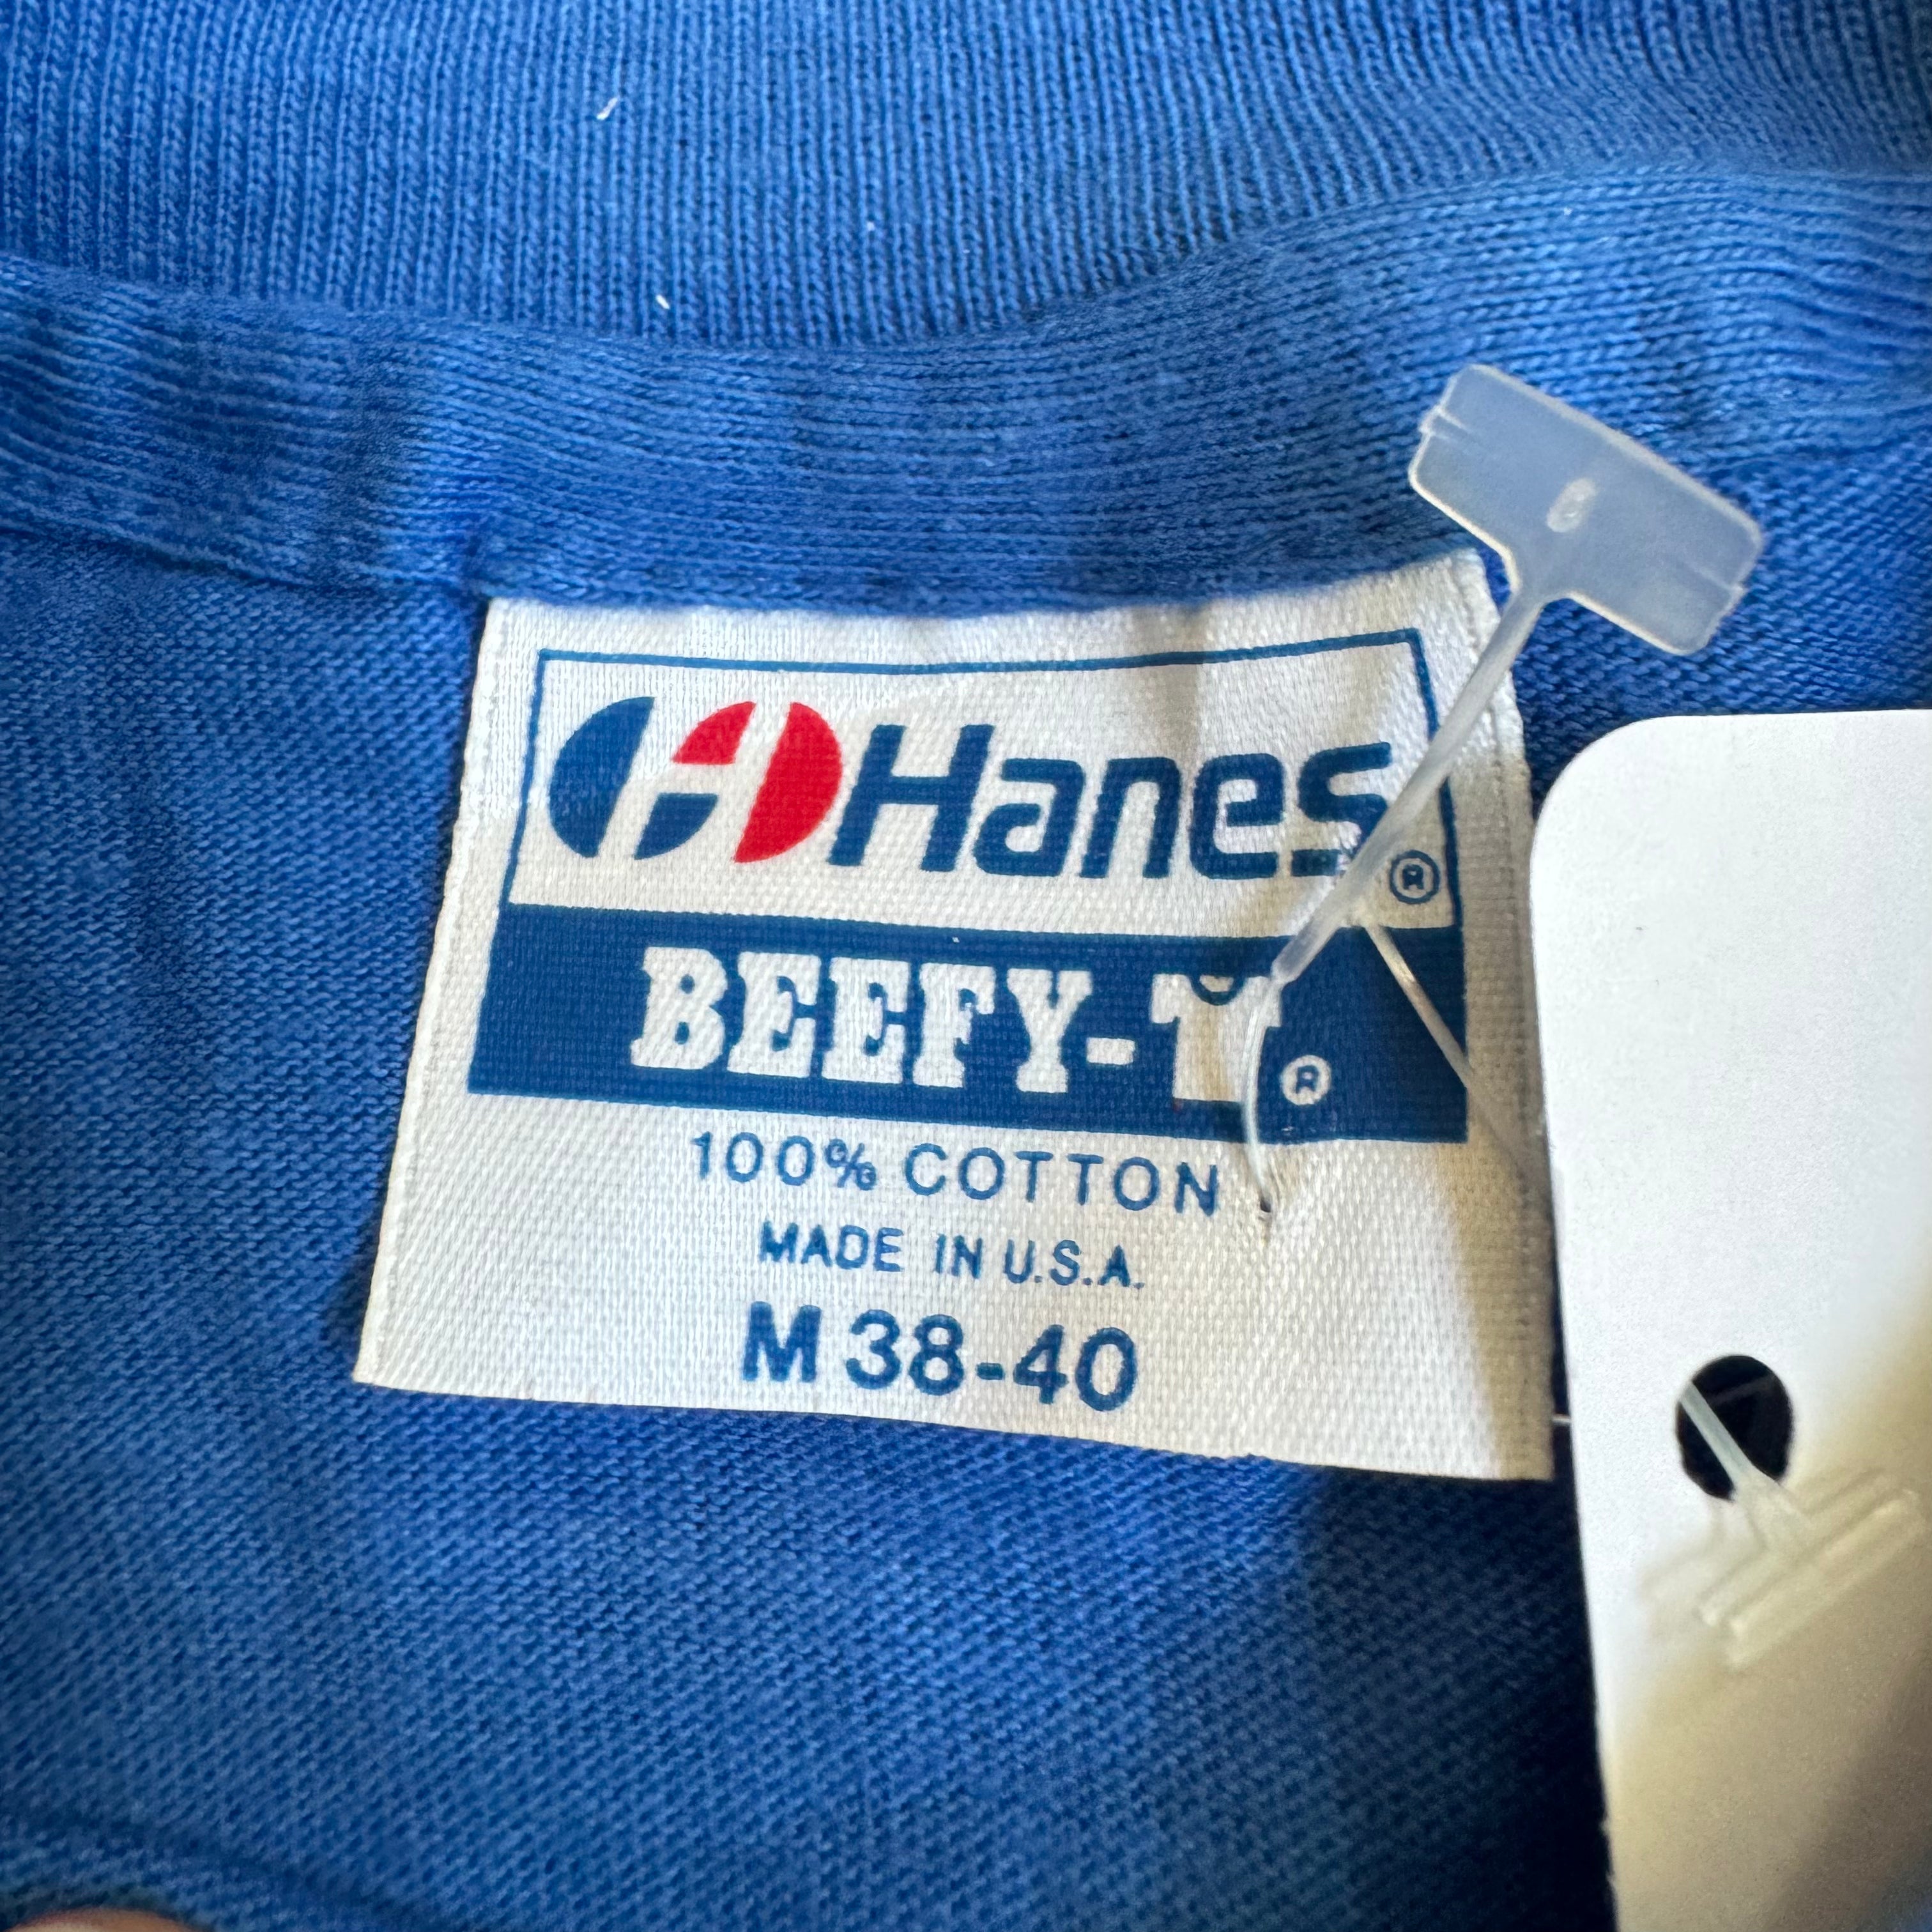 Hanes®
BEEFY-T®
100% COTTON
MADE IN U.S.A.
M 38-40